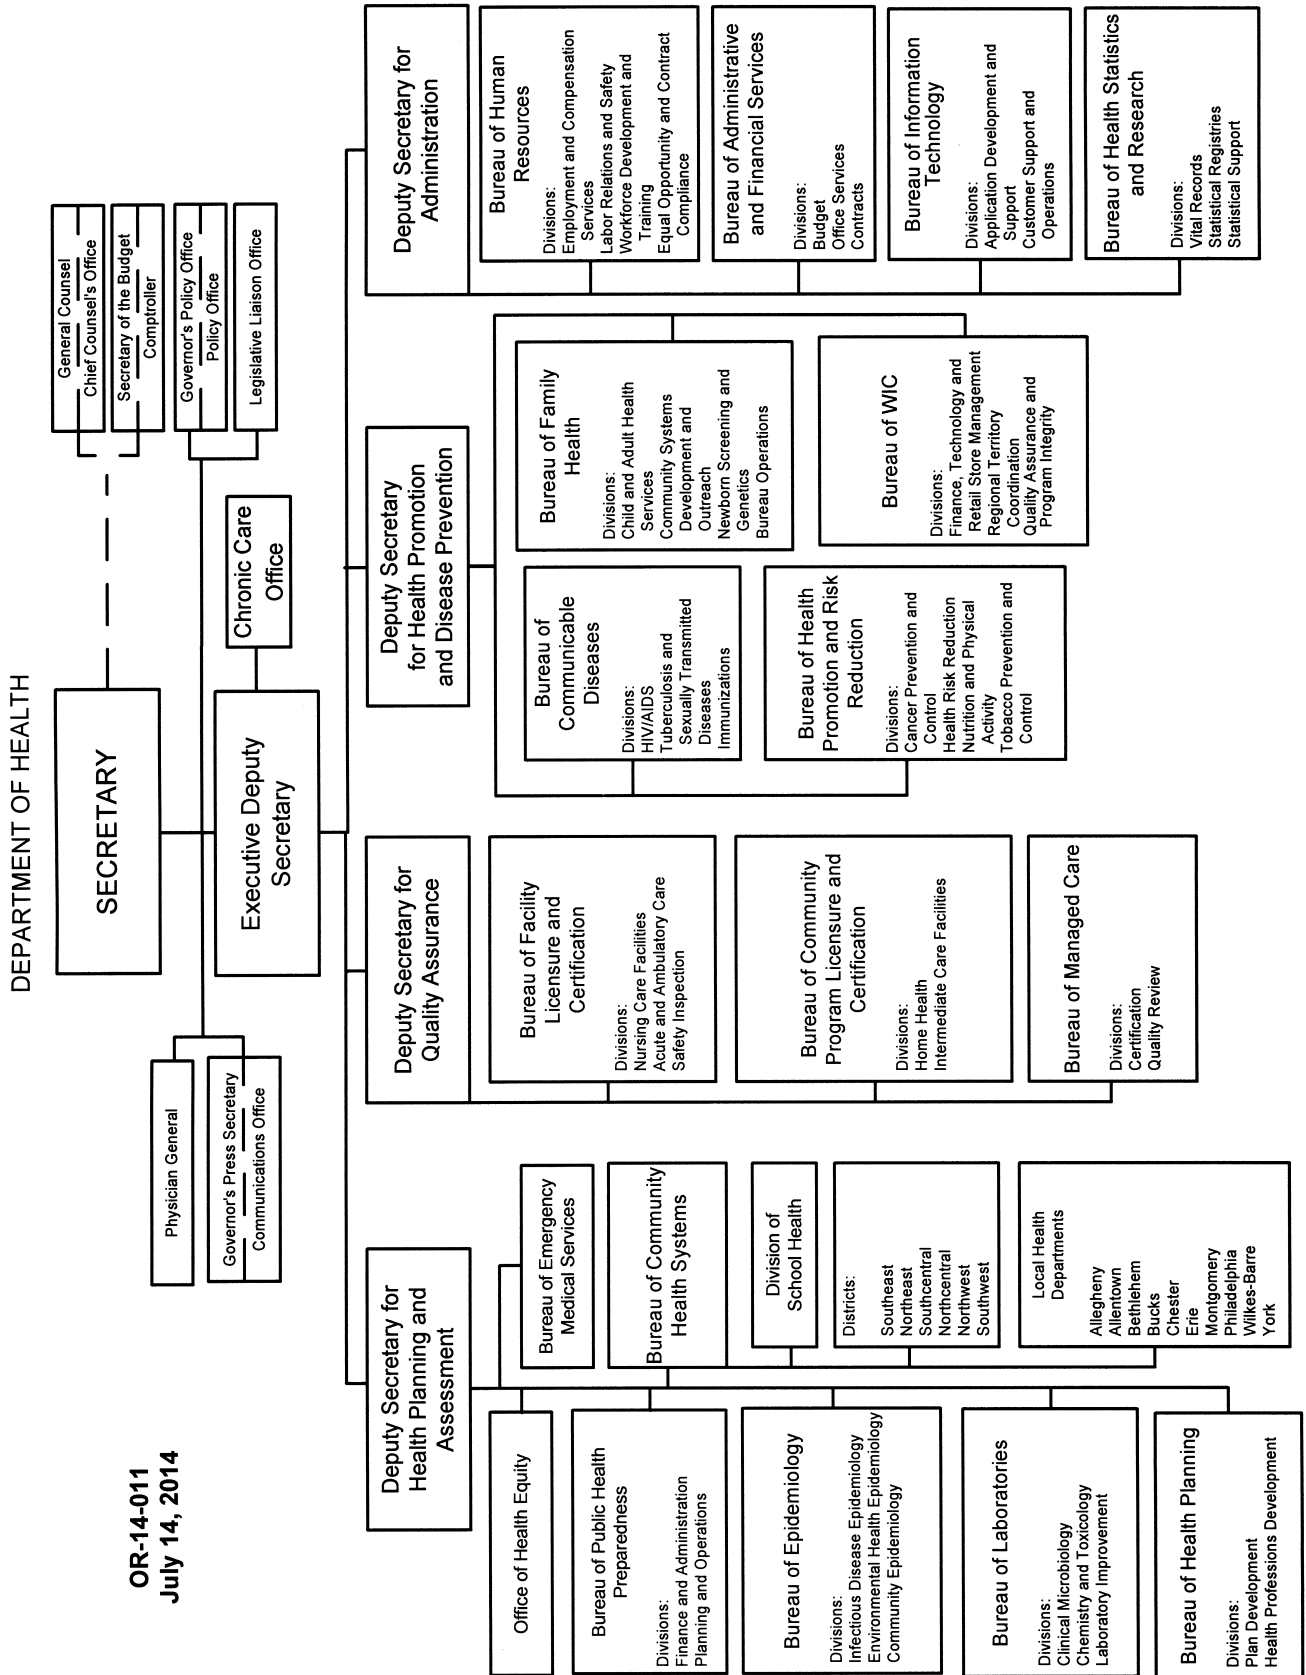 DEPARTMENT OF HEALTH
OR-14-011
July 14, 2014
SECRETARY
General Counsel
Chief Counsel's Office
Secretary of the Budget
Comptroller
Physician General
Governor's Press Secretary
Communications Office
Governor's Policy Office
Policy Office
Legislative Liaison Office
Executive Deputy
Secretary
Chronic Care
Office
Deputy Secretary for
Health Planning and
Assessment
Office of Health Equity
Bureau of Emergency
Medical Services
Bureau of Public Health
Preparedness
Divisions:
Finance and Administration
Planning and Operations
Bureau of Community
Health Systems
Division of
School Health
Districts:
Southeast
Northeast
Southcentral
Northcentral
Northwest
Southwest
Local Health
Departments
Allegheny
Allentown
Bethlehem
Bucks
Chester
Erie
Montgomery
Philadelphia
Wilkes-Barre
York
Bureau of Epidemiology
Divisions:
Infectious Disease Epidemiology
Environmental Health Epidemiology
Community Epidemiology
Bureau of Laboratories
Divisions:
Clinical Microbiology
Chemistry and Toxicology
Laboratory Improvement
Bureau of Health Planning
Divisions:
Plan Development
Health Professions Development
Deputy Secretary for
Quality Assurance
Bureau of Facility
Licensure and
Certification
Divisions:
Nursing Care Facilities
Acute and Ambulatory Care
Safety Inspection
Bureau of Community
Program Licensure and
Certification
Divisions:
Home Health
Intermediate Care Facilities
Bureau of Managed Care
Divisions:
Certification
Quality Review
Deputy Secretary
for Health Promotion
and Disease Prevention
Bureau of
Communicable
Diseases
Divisions:
HIV/AIDS
Tuberculosis and
Sexually Transmitted
Diseases
Immunizations
Bureau of Family
Health
Divisions:
Child and Adult Health
Services
Community Systems
Development and
Outreach
Newborn Screening and
Genetics
Bureau Operations
Bureau of Health
Promotion and Risk
Reduction
Divisions:
Cancer Prevention and
Control
Health Risk Reduction
Nutrition and Physical
Activity
Tobacco Prevention and
Control
Bureau of WIC
Divisions:
Finance, Technology and
Retail Store Management
Regional Territory
Coordination
Quality Assurance and
Program Integrity
Deputy Secretary for
Administration
Bureau of Human
Resources
Divisions:
Employment and Compensation
Services
Labor Relations and Safety
Workforce Development and
Training
Equal Opportunity and Contract
Compliance
Bureau of Administrative
and Financial Services
Divisions:
Budget
Office Services
Contracts
Bureau of Information
Technology
Divisions:
Application Development and
Support
Customer Support and
Operations
Bureau of Health Statistics
and Research
Divisions:
Vital Records
Statistical Registries
Statistical Support